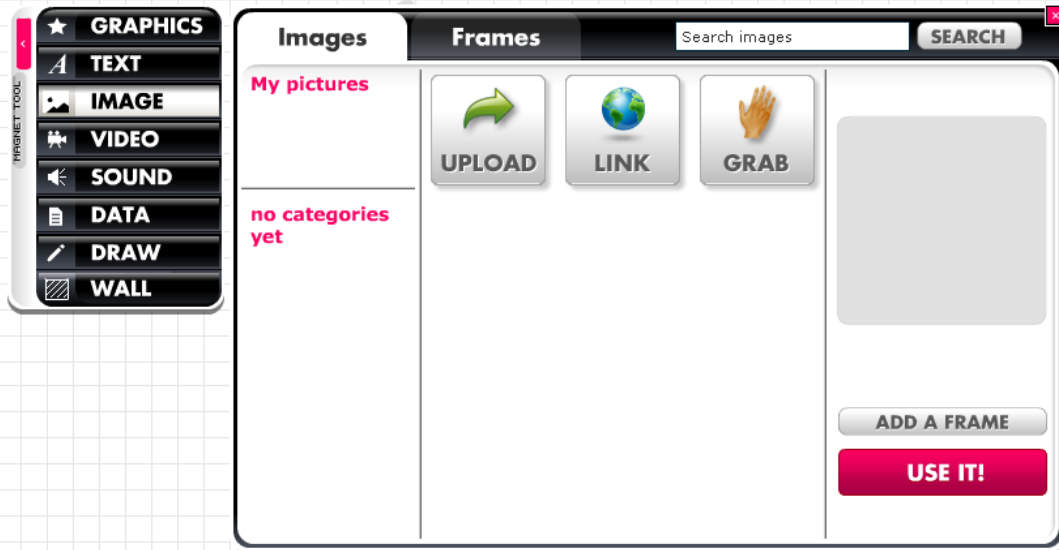 MAGNET TOOL
GRAPHICS
TEXT
IMAGE
VIDEO
SOUND
DATA
DRAW
WALL
Images
Frames
Search images
SEARCH
My pictures
no categories
yet
UPLOAD
LINK
GRAB
ADD A FRAME
USE IT!